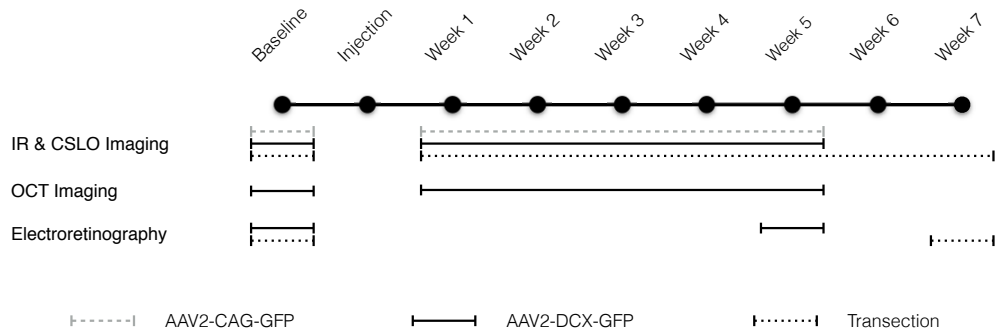 Baseline
Injection
Week 1
Week 2
Week 3
Week 4
Week 5
Week 6
Week 7
IR & CSLO Imaging
OCT Imaging
Electroretinography
AAV2-CAG-GFP
AAV2-DCX-GFP
Transection